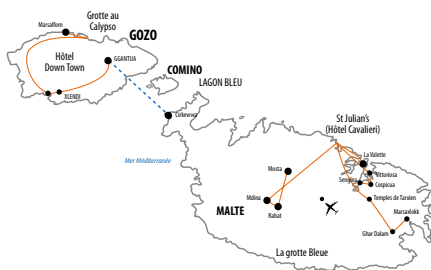 Grotte au
Calypso
Marsalforn
GOZO
Hôtel
Down Town
GGANTUA
COMINO
LAGON BLEU
XLENDI
Cirkewwa
St Julian's
(Hôtel Cavalieri)
Mer Méditerranée
La Valette
Mosta
Vittoriosa
Senglea
Cospicua
Mdina
Temples de Tarxien
MALTE
Rabat
Marsaxlokk
Ghar Dalam
La grotte Bleue